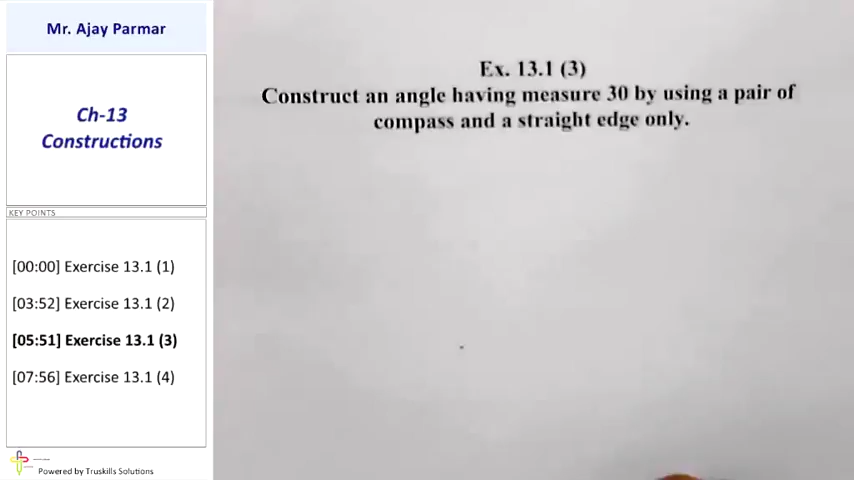 Mr. Ajay Parmar
Ch-13
Constructions
KEY POINTS
[00:00] Exercise 13.1 (1)
[03:52] Exercise 13.1 (2)
[05:51] Exercise 13.1 (3)
[07:56] Exercise 13.1 (4)
Powered by Truskills Solutions
Ex. 13.1 (3)
Construct an angle having measure 30 by using a pair of
compass and a straight edge only.